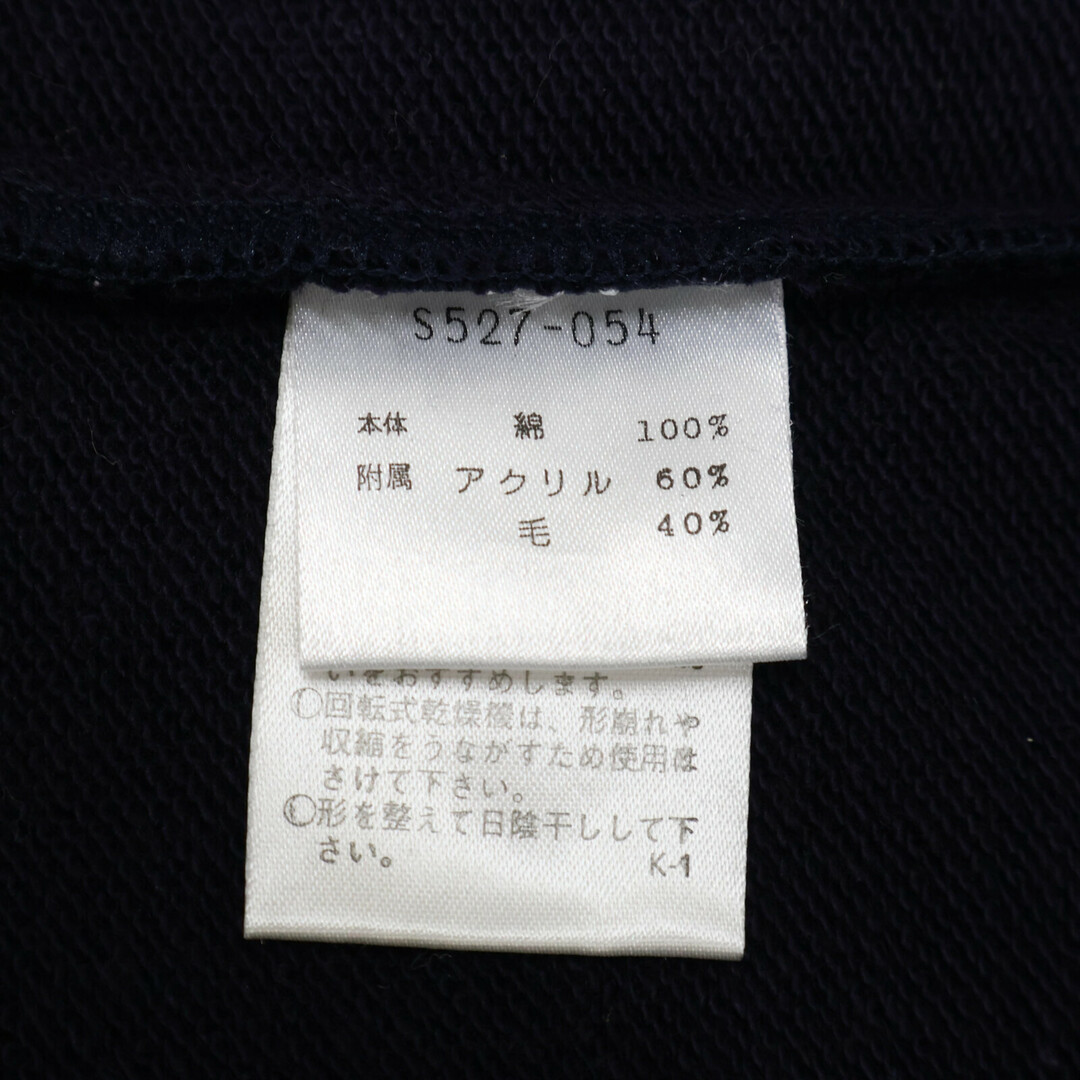 S527-054
本体 綿 100%
附属 アクリル 60%
毛 40%
いをおすすめします。
○回転式乾燥機は、形崩れや
収縮をうながすため使用は
さけて下さい。
○形を整えて日陰干しして下
さい。
K-1